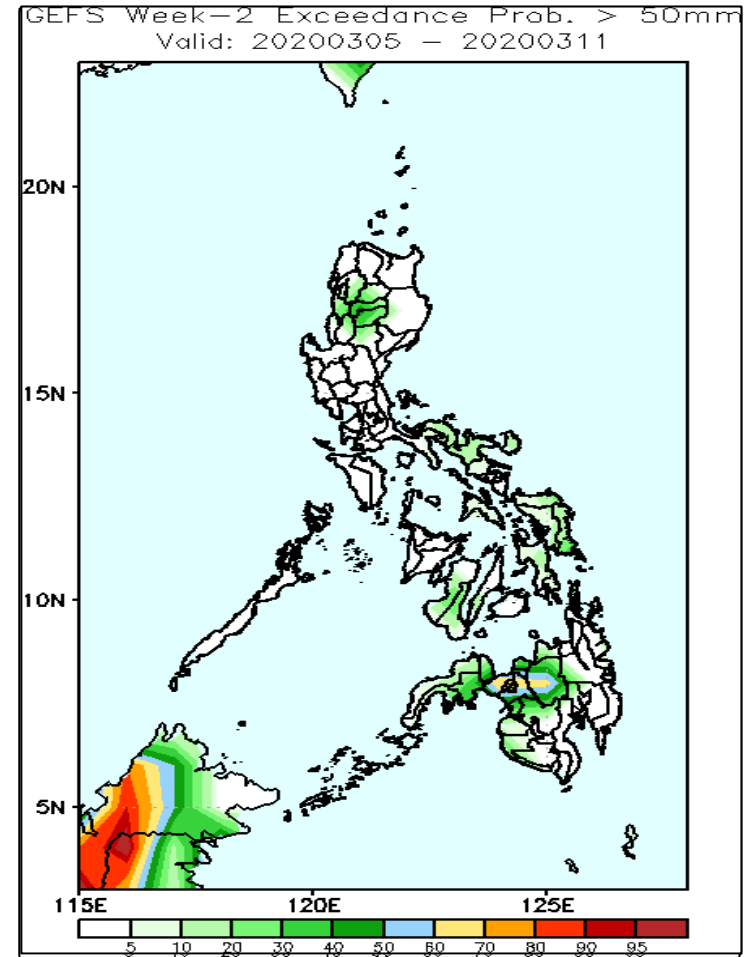 GEFS Week-2 Exceedance Prob. > 50mm
Valid: 20200305 - 20200311
20N
15N
10N
5N
115E 120E 125E
5 10 20 30 40 50 60 70 80 90 95